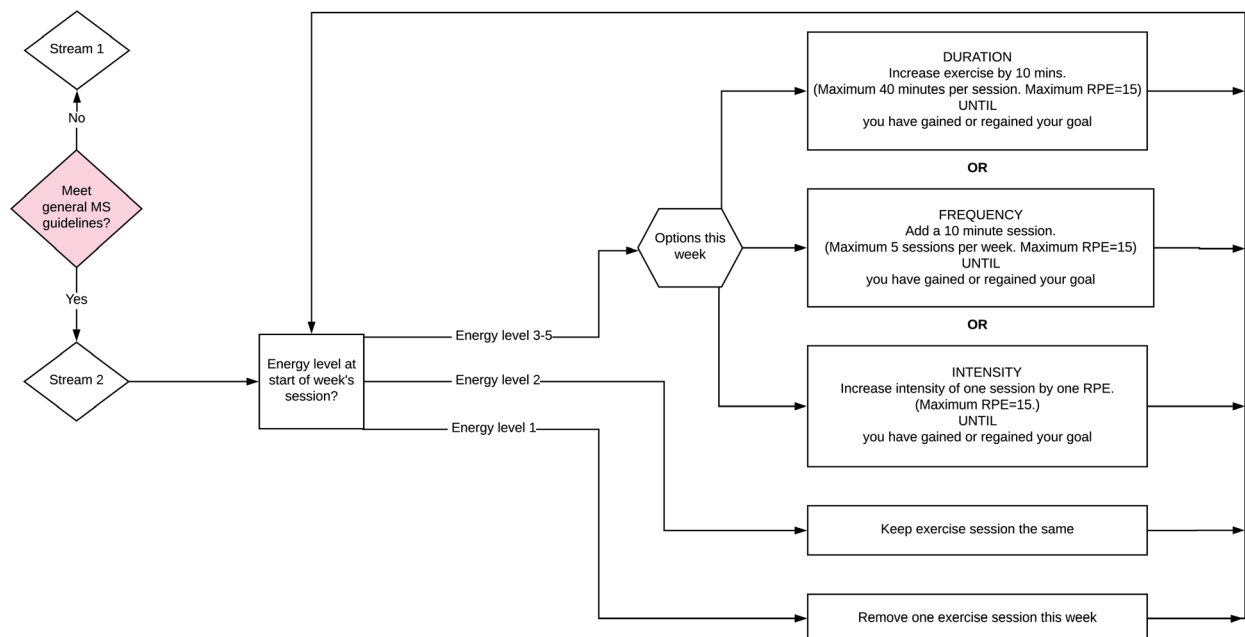 Stream 1
No
Meet
general MS
guidelines?
Yes
Stream 2
Energy level at
start of week's
session?
Energy level 3-5
Energy level 2
Energy level 1
Options this
week
DURATION
Increase exercise by 10 mins.
(Maximum 40 minutes per session. Maximum RPE=15)
UNTIL
you have gained or regained your goal
OR
FREQUENCY
Add a 10 minute session.
(Maximum 5 sessions per week. Maximum RPE=15)
UNTIL
you have gained or regained your goal
OR
INTENSITY
Increase intensity of one session by one RPE.
(Maximum RPE=15.)
UNTIL
you have gained or regained your goal
Keep exercise session the same
Remove one exercise session this week